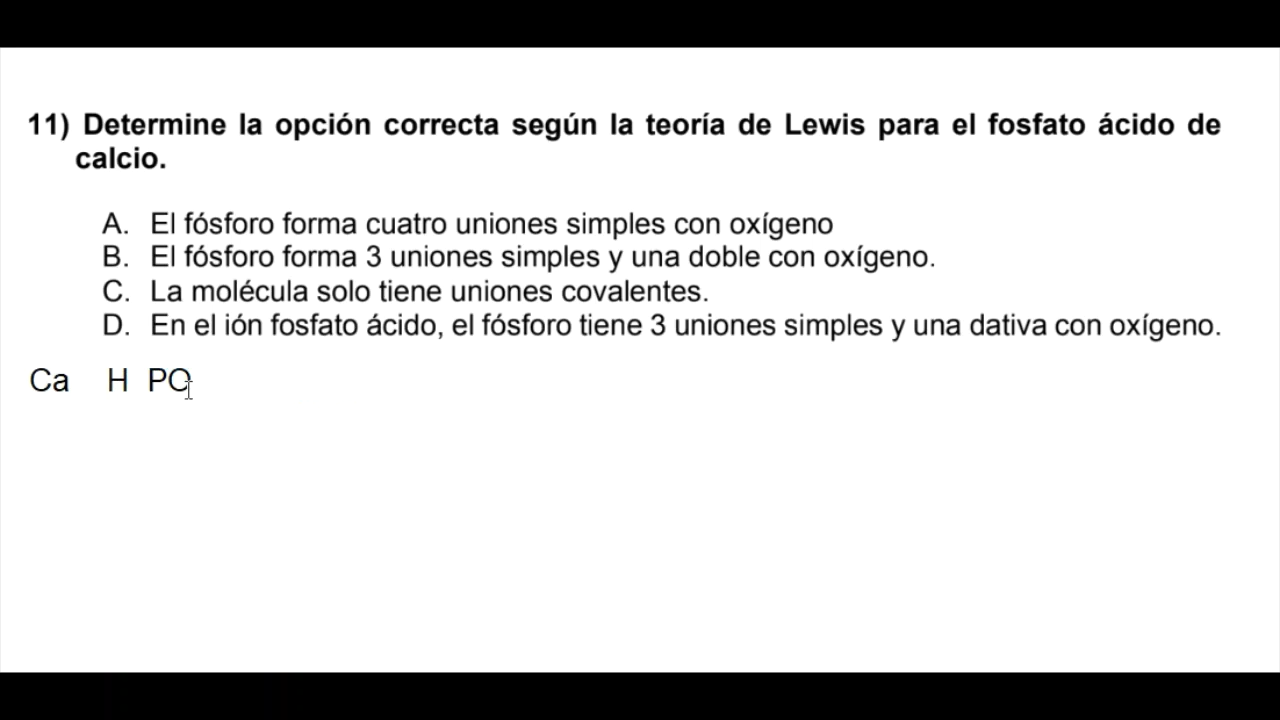 11) Determine la opción correcta según la teoría de Lewis para el fosfato ácido de
calcio.
A. El fósforo forma cuatro uniones simples con oxígeno
B. El fósforo forma 3 uniones simples y una doble con oxígeno.
C. La molécula solo tiene uniones covalentes.
D. En el ión fosfato ácido, el fósforo tiene 3 uniones simples y una dativa con oxígeno.
Ca H PO